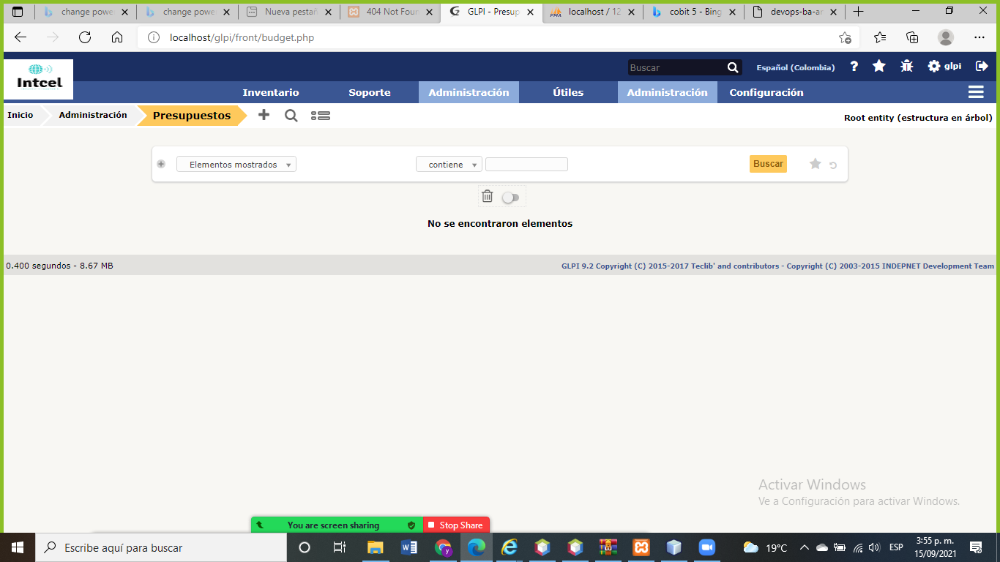 change powe
change powe
Nueva pestañ
404 Not Foun
GLPI - Presup
localhost / 12
cobit 5 - Bing
devops-ba-ar
localhost/glpi/front/budget.php
Intcel
Buscar
Español (Colombia)
?
glpi
Inventario
Soporte
Administración
Útiles
Administración
Configuración
Inicio
Administración
Presupuestos
Root entity (estructura en árbol)
Elementos mostrados
contiene
Buscar
No se encontraron elementos
0.400 segundos - 8.67 MB
GLPI 9.2 Copyright (C) 2015-2017 Teclib' and contributors - Copyright (C) 2003-2015 INDEPNET Development Team
Activar Windows
Ve a Configuración para activar Windows.
You are screen sharing
Stop Share
Escribe aquí para buscar
19°C
ESP
3:55 p. m.
15/09/2021